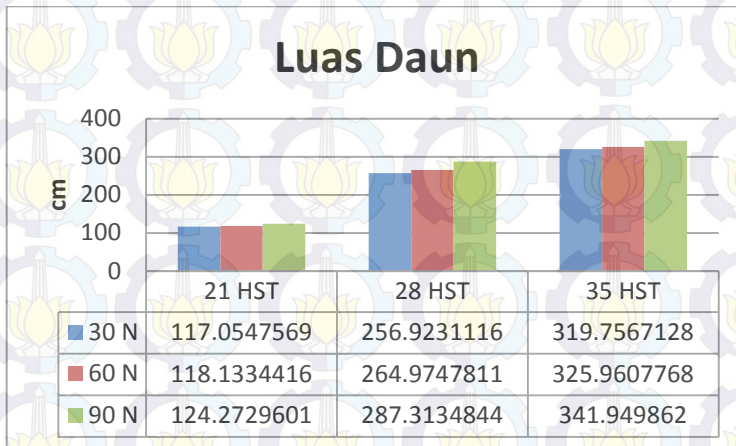 Luas Daun
400
300
200
100
0
cm
21 HST 28 HST 35 HST
30 N 117.0547569 256.9231116 319.7567128
60 N 118.1334416 264.9747811 325.9607768
90 N 124.2729601 287.3134844 341.949862